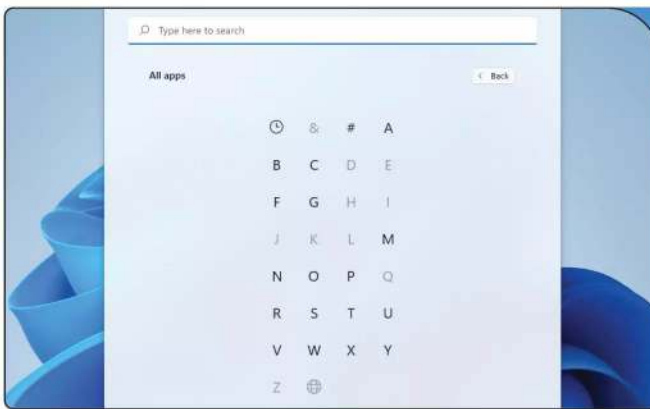 Type here to search
All apps
< Back
& # A
B C D E
F G H I
J K L M
N O P Q
R S T U
V W X Y
Z